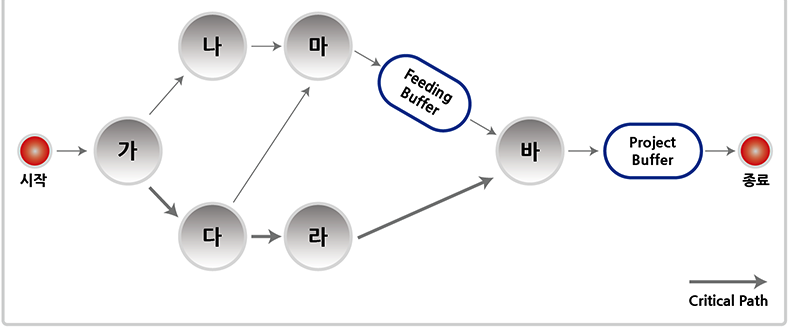 나
마
Feeding
Buffer
가
바
Project
Buffer
시작
종료
다
라
Critical Path